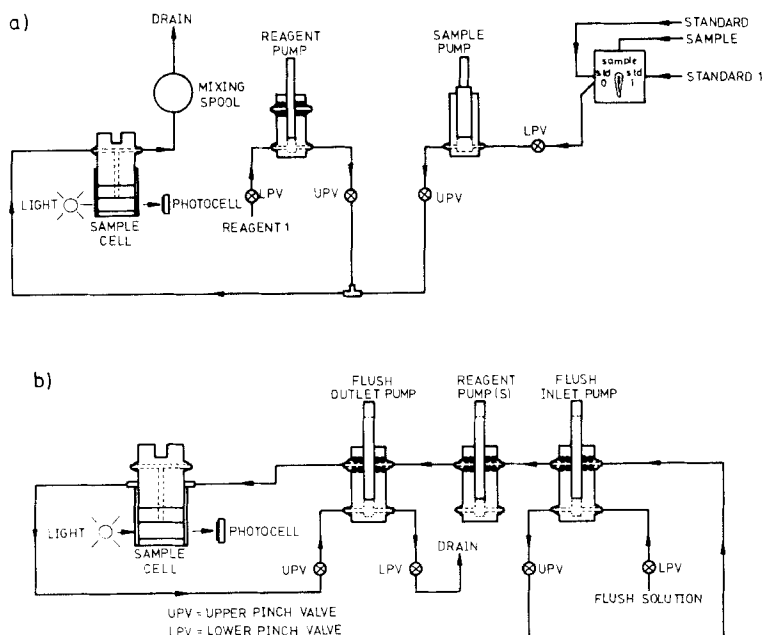 a)
DRAIN
MIXING
SPOOL
REAGENT
PUMP
SAMPLE
PUMP
STANDARD
SAMPLE
sample
std
0
std
1
STANDARD 1
LPV
LIGHT
PHOTOCELL
SAMPLE
CELL
LPV
REAGENT 1
UPV
UPV
b)
FLUSH
OUTLET PUMP
REAGENT
PUMP(S)
FLUSH
INLET PUMP
LIGHT
PHOTOCELL
SAMPLE
CELL
UPV
LPV
DRAIN
UPV
LPV
FLUSH SOLUTION
UPV = UPPER PINCH VALVE
LPV = LOWER PINCH VALVE